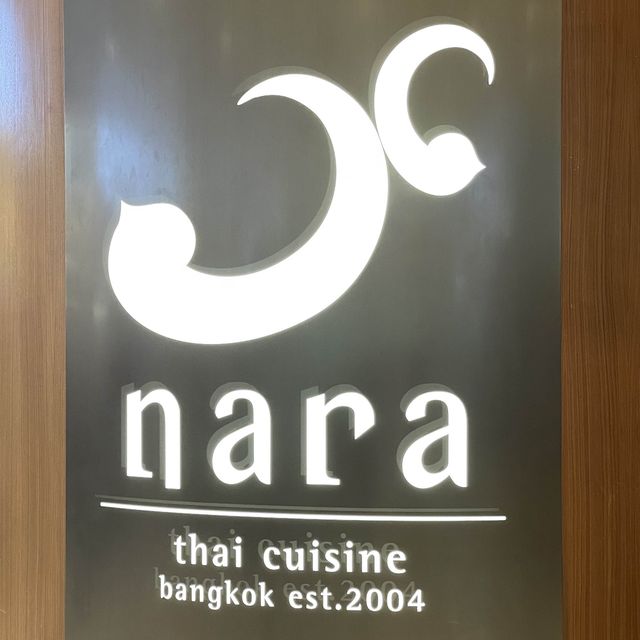 nara
thai cuisine
bangkok est.2004